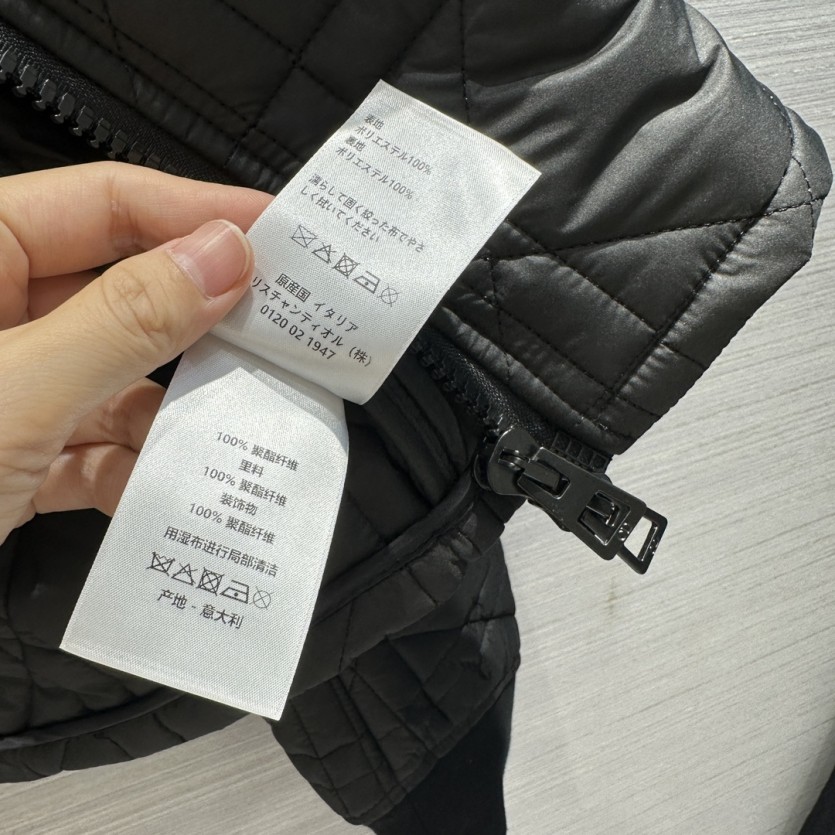 表地
ポリエステル100%
裏地
ポリエステル100%
濡らして固く絞った布でやさ
しく拭いてください
原産国 イタリア
リスチャンディオル（株）
0120 02 1947
100% 聚酯纤维
里料
100% 聚酯纤维
装饰物
100% 聚酯纤维
用湿布进行局部清洁
产地 - 意大利